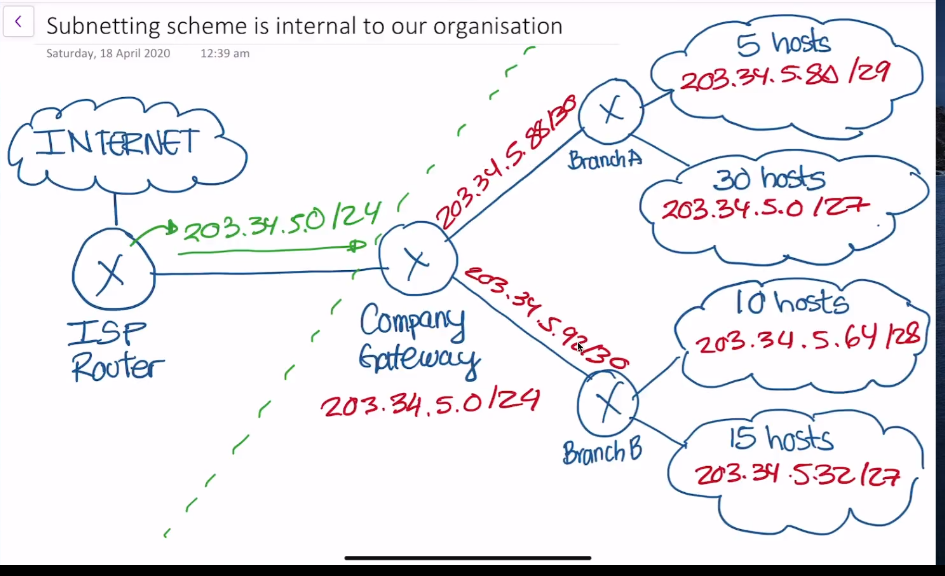 Subnetting scheme is internal to our organisation
Saturday, 18 April 2020 12:39 am
INTERNET
203.34.5.0/24
ISP
Router
Company
Gateway
203.34.5.0/24
203.34.5.88/30
203.34.5.92/30
Branch A
Branch B
5 hosts
203.34.5.80/29
30 hosts
203.34.5.0/27
10 hosts
203.34.5.64/28
15 hosts
203.34.5.32/27